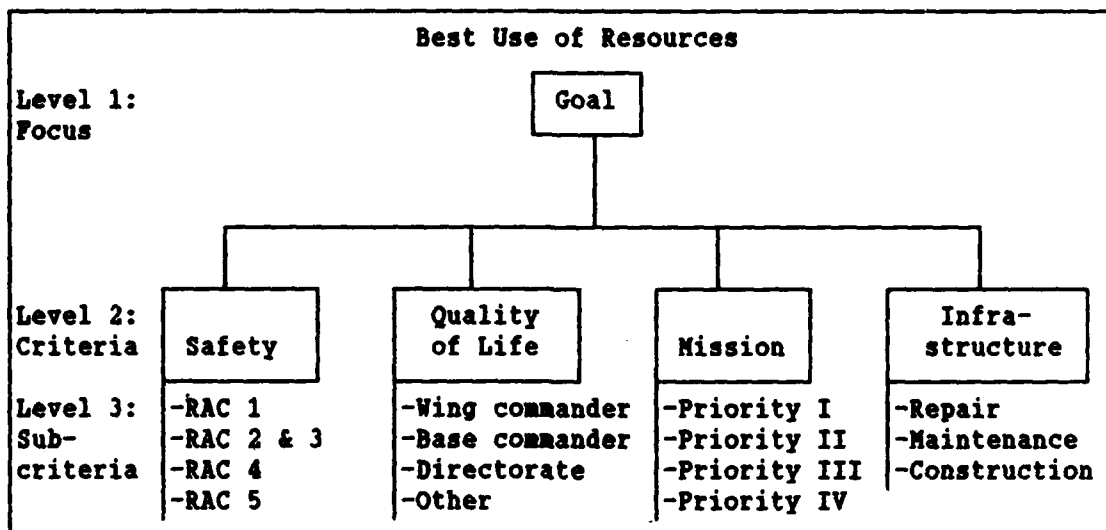 Best Use of Resources
Level 1:
Focus
Goal
Level 2:
Criteria
Safety
Quality
of Life
Mission
Infra-
structure
Level 3:
Sub-
criteria
-RAC 1
-RAC 2 & 3
-RAC 4
-RAC 5
-Wing commander
-Base commander
-Directorate
-Other
-Priority I
-Priority II
-Priority III
-Priority IV
-Repair
-Maintenance
-Construction